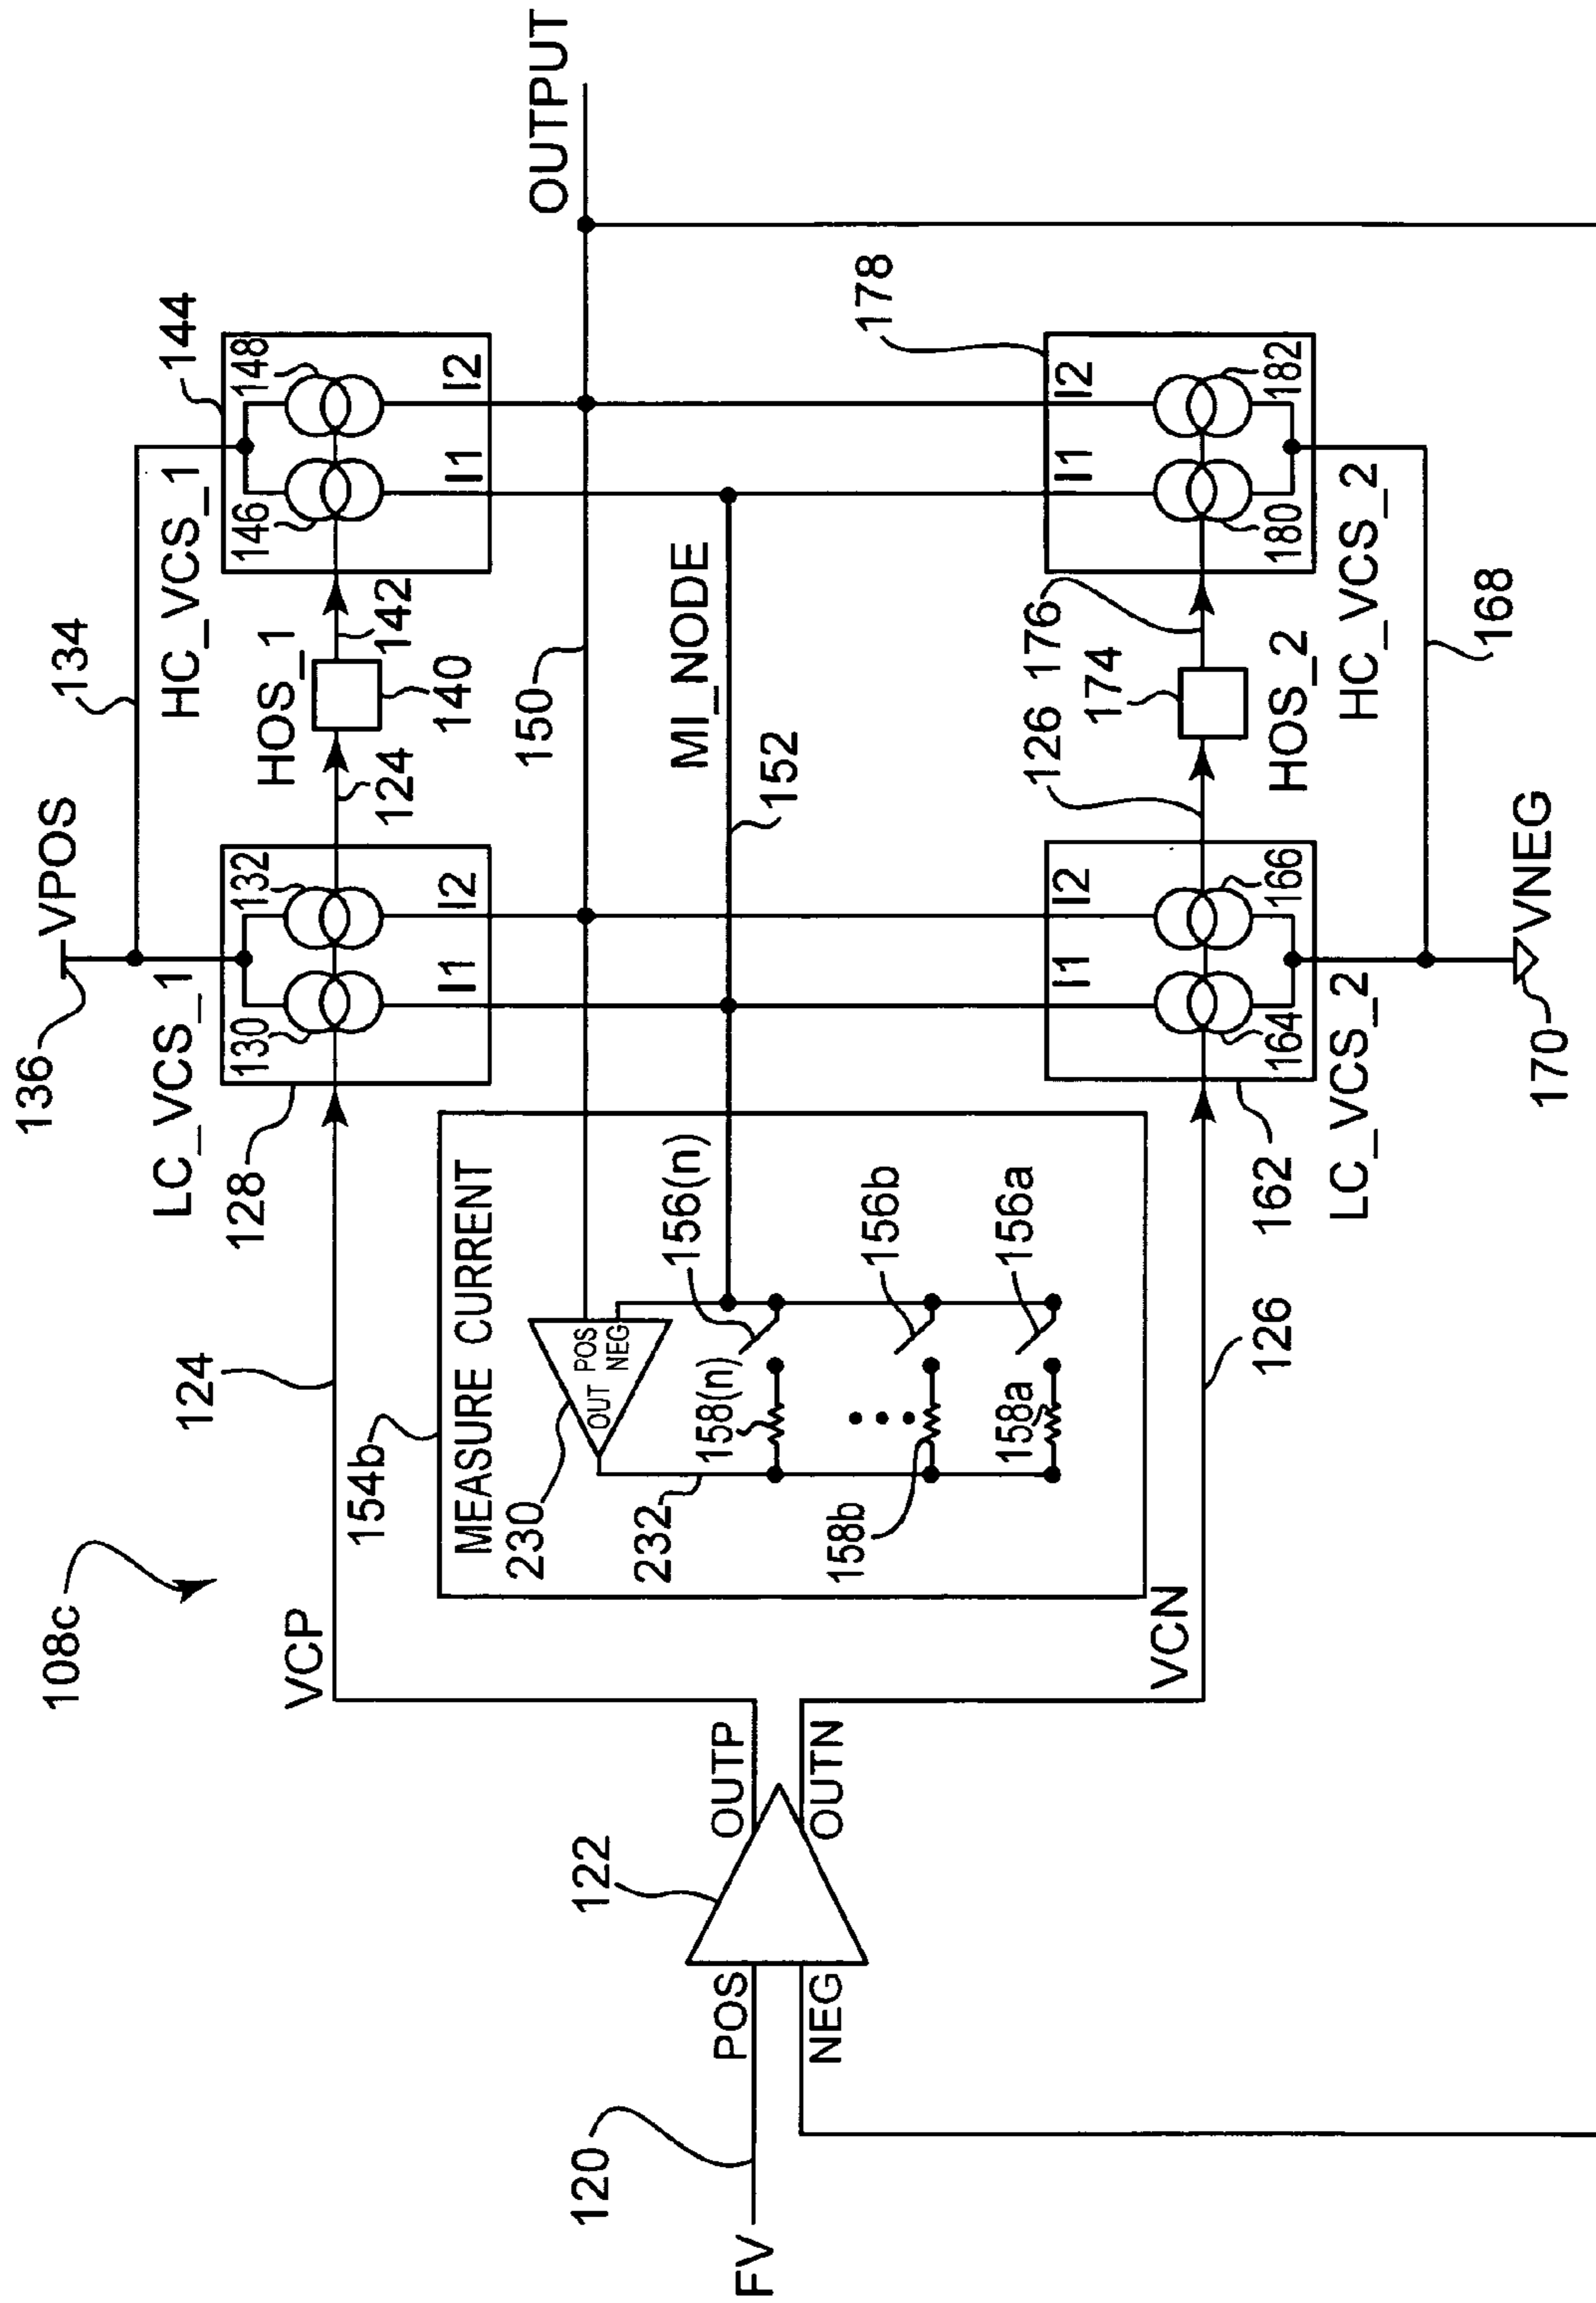 108c
136
VPOS
134
LC_VCS_1
128
130
132
I1
I2
HOS_1
124
140
142
HC_VCS_1
144
146
148
I1
I2
VCP
124
154b
MEASURE CURRENT
230
OUT
POS
NEG
232
158(n)
156(n)
158b
156b
158a
156a
150
OUTPUT
MI_NODE
152
FV
120
POS
NEG
122
OUTP
OUTN
VCN
126
162
LC_VCS_2
I1
I2
164
166
126
174
176
HOS_2
178
I1
I2
180
182
HC_VCS_2
168
170
VNEG